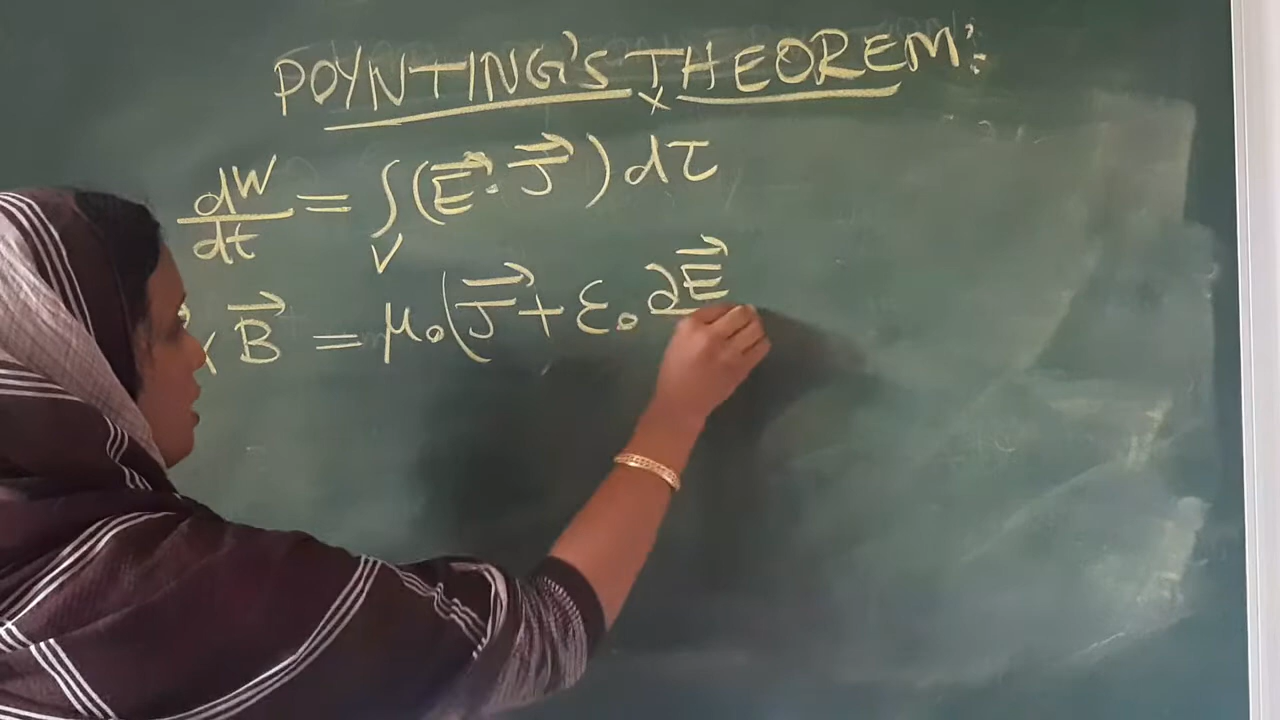 POYNTING'S THEOREM:
dW/dt = ∫V (E⃗ · J⃗) dτ
× B⃗ = μ₀(J⃗ + ε₀ ∂E⃗